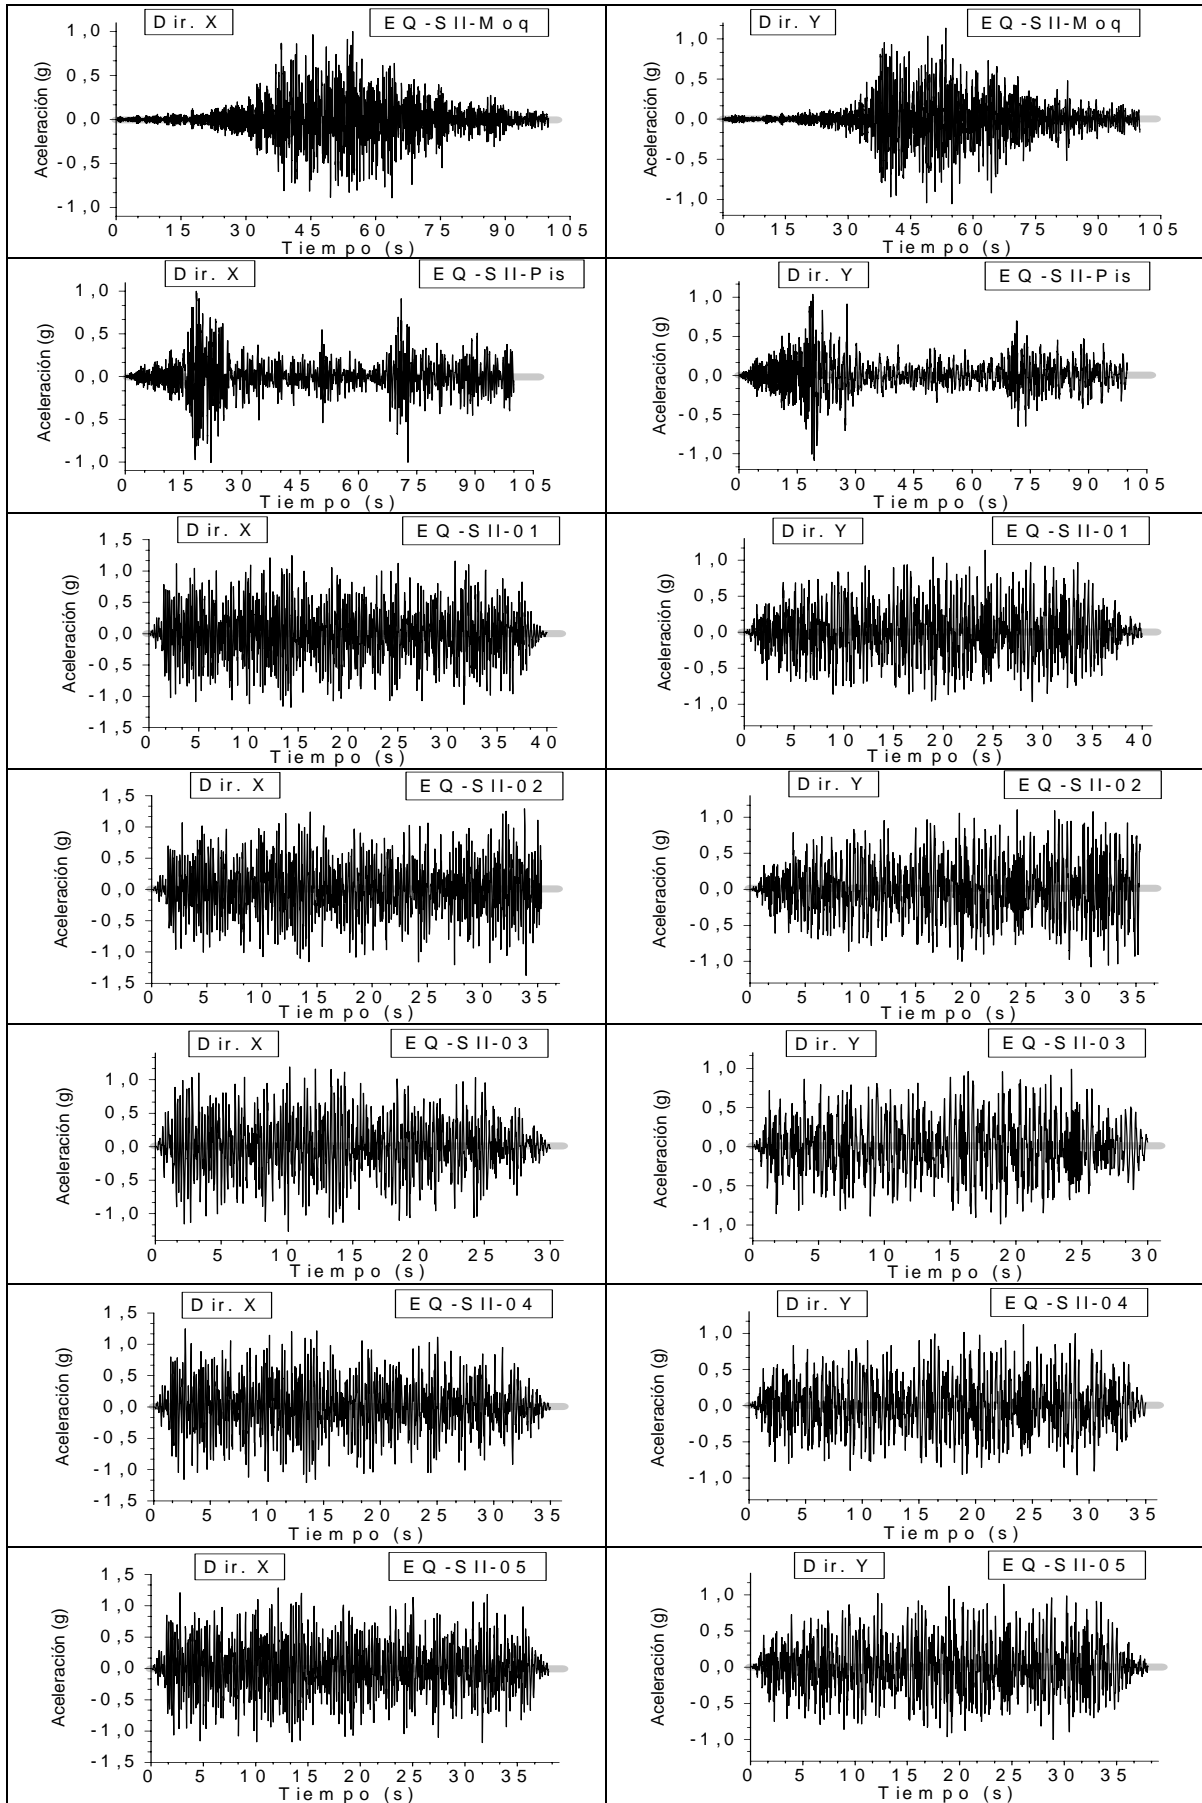 Dir. X EQ-SII-Moq
Aceleración (g)
1,0
0,5
0,0
-0,5
-1,0
0 15 30 45 60 75 90 105
Tiempo (s)
Dir. Y EQ-SII-Moq
Aceleración (g)
1,0
0,5
0,0
-0,5
-1,0
0 15 30 45 60 75 90 105
Tiempo (s)
Dir. X EQ-SII-Pis
Aceleración (g)
1,0
0,5
0,0
-0,5
-1,0
0 15 30 45 60 75 90 105
Tiempo (s)
Dir. Y EQ-SII-Pis
Aceleración (g)
1,0
0,5
0,0
-0,5
-1,0
0 15 30 45 60 75 90 105
Tiempo (s)
Dir. X EQ-SII-01
Aceleración (g)
1,5
1,0
0,5
0,0
-0,5
-1,0
-1,5
0 5 10 15 20 25 30 35 40
Tiempo (s)
Dir. Y EQ-SII-01
Aceleración (g)
1,0
0,5
0,0
-0,5
-1,0
0 5 10 15 20 25 30 35 40
Tiempo (s)
Dir. X EQ-SII-02
Aceleración (g)
1,5
1,0
0,5
0,0
-0,5
-1,0
-1,5
0 5 10 15 20 25 30 35
Tiempo (s)
Dir. Y EQ-SII-02
Aceleración (g)
1,0
0,5
0,0
-0,5
-1,0
0 5 10 15 20 25 30 35
Tiempo (s)
Dir. X EQ-SII-03
Aceleración (g)
1,0
0,5
0,0
-0,5
-1,0
0 5 10 15 20 25 30
Tiempo (s)
Dir. Y EQ-SII-03
Aceleración (g)
1,0
0,5
0,0
-0,5
-1,0
0 5 10 15 20 25 30
Tiempo (s)
Dir. X EQ-SII-04
Aceleración (g)
1,5
1,0
0,5
0,0
-0,5
-1,0
-1,5
0 5 10 15 20 25 30 35
Tiempo (s)
Dir. Y EQ-SII-04
Aceleración (g)
1,0
0,5
0,0
-0,5
-1,0
0 5 10 15 20 25 30 35
Tiempo (s)
Dir. X EQ-SII-05
Aceleración (g)
1,5
1,0
0,5
0,0
-0,5
-1,0
-1,5
0 5 10 15 20 25 30 35
Tiempo (s)
Dir. Y EQ-SII-05
Aceleración (g)
1,0
0,5
0,0
-0,5
-1,0
0 5 10 15 20 25 30 35
Tiempo (s)